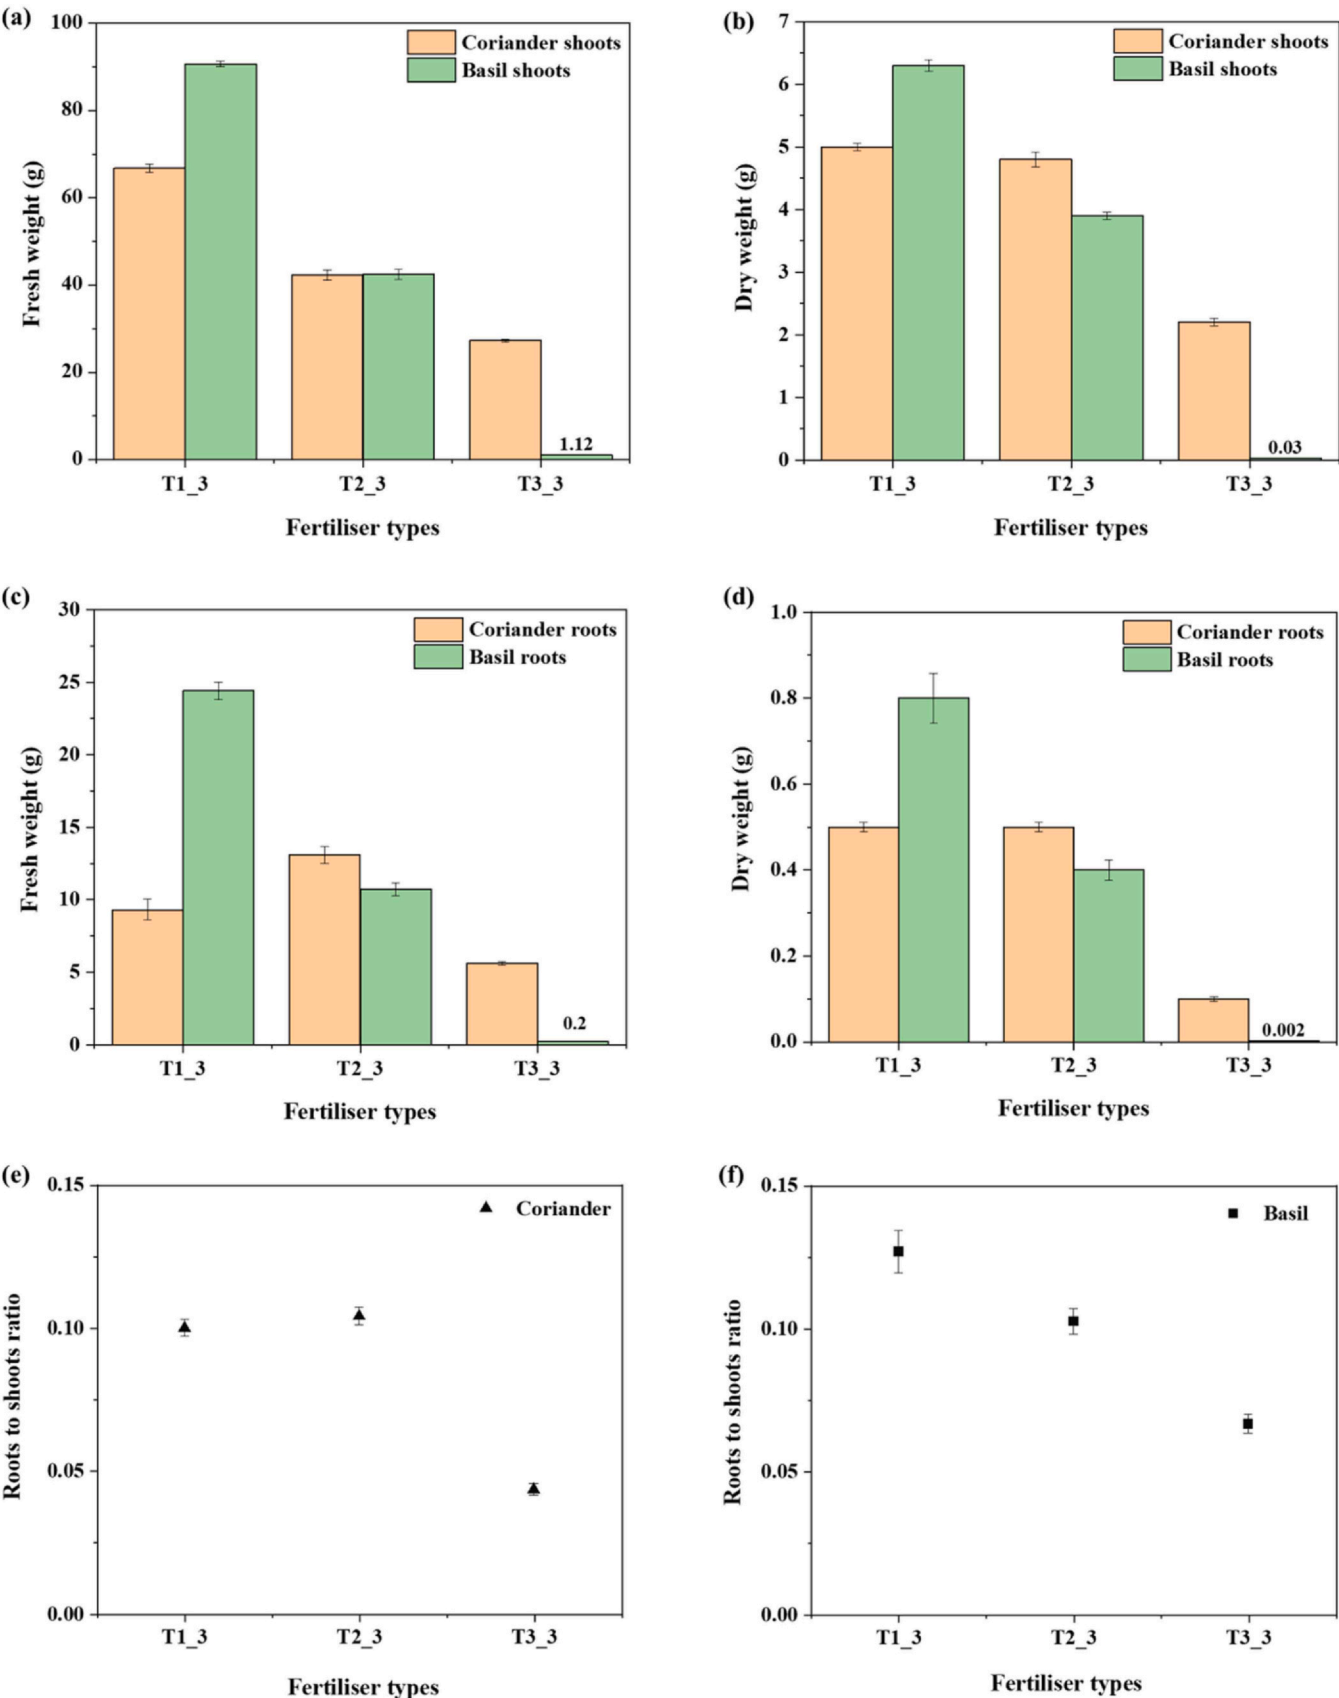 (a)
100
80
60
40
20
0
Fresh weight (g)
Coriander shoots
Basil shoots
1.12
T1_3 T2_3 T3_3
Fertiliser types
(b)
7
6
5
4
3
2
1
0
Dry weight (g)
Coriander shoots
Basil shoots
0.03
T1_3 T2_3 T3_3
Fertiliser types
(c)
30
25
20
15
10
5
0
Fresh weight (g)
Coriander roots
Basil roots
0.2
T1_3 T2_3 T3_3
Fertiliser types
(d)
1.0
0.8
0.6
0.4
0.2
0.0
Dry weight (g)
Coriander roots
Basil roots
0.002
T1_3 T2_3 T3_3
Fertiliser types
(e)
0.15
0.10
0.05
0.00
Roots to shoots ratio
Coriander
T1_3 T2_3 T3_3
Fertiliser types
(f)
0.15
0.10
0.05
0.00
Roots to shoots ratio
Basil
T1_3 T2_3 T3_3
Fertiliser types